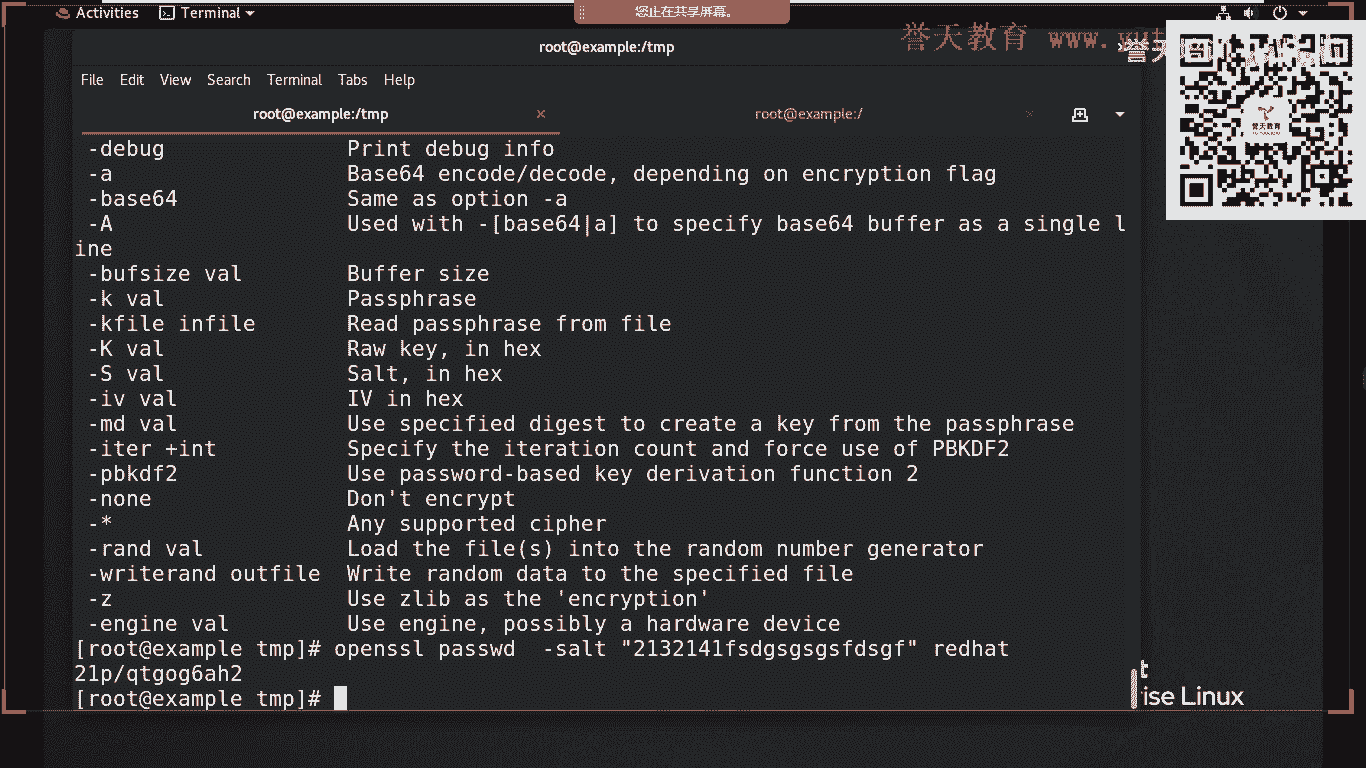 Activities
Terminal
您正在共享屏幕。
誉天教育 www.
root@example:/tmp
File Edit View Search Terminal Tabs Help
root@example:/tmp
root@example:/
誉天教育
-debug Print debug info
-a Base64 encode/decode, depending on encryption flag
-base64 Same as option -a
-A Used with -[base64|a] to specify base64 buffer as a single l
ine
-bufsize val Buffer size
-k val Passphrase
-kfile infile Read passphrase from file
-K val Raw key, in hex
-S val Salt, in hex
-iv val IV in hex
-md val Use specified digest to create a key from the passphrase
-iter +int Specify the iteration count and force use of PBKDF2
-pbkdf2 Use password-based key derivation function 2
-none Don't encrypt
-* Any supported cipher
-rand val Load the file(s) into the random number generator
-writerand outfile Write random data to the specified file
-z Use zlib as the 'encryption'
-engine val Use engine, possibly a hardware device
[root@example tmp]# openssl passwd -salt "2132141fsdgsgsgsfdsgf" redhat
21p/qtgog6ah2
[root@example tmp]#
t
ise Linux